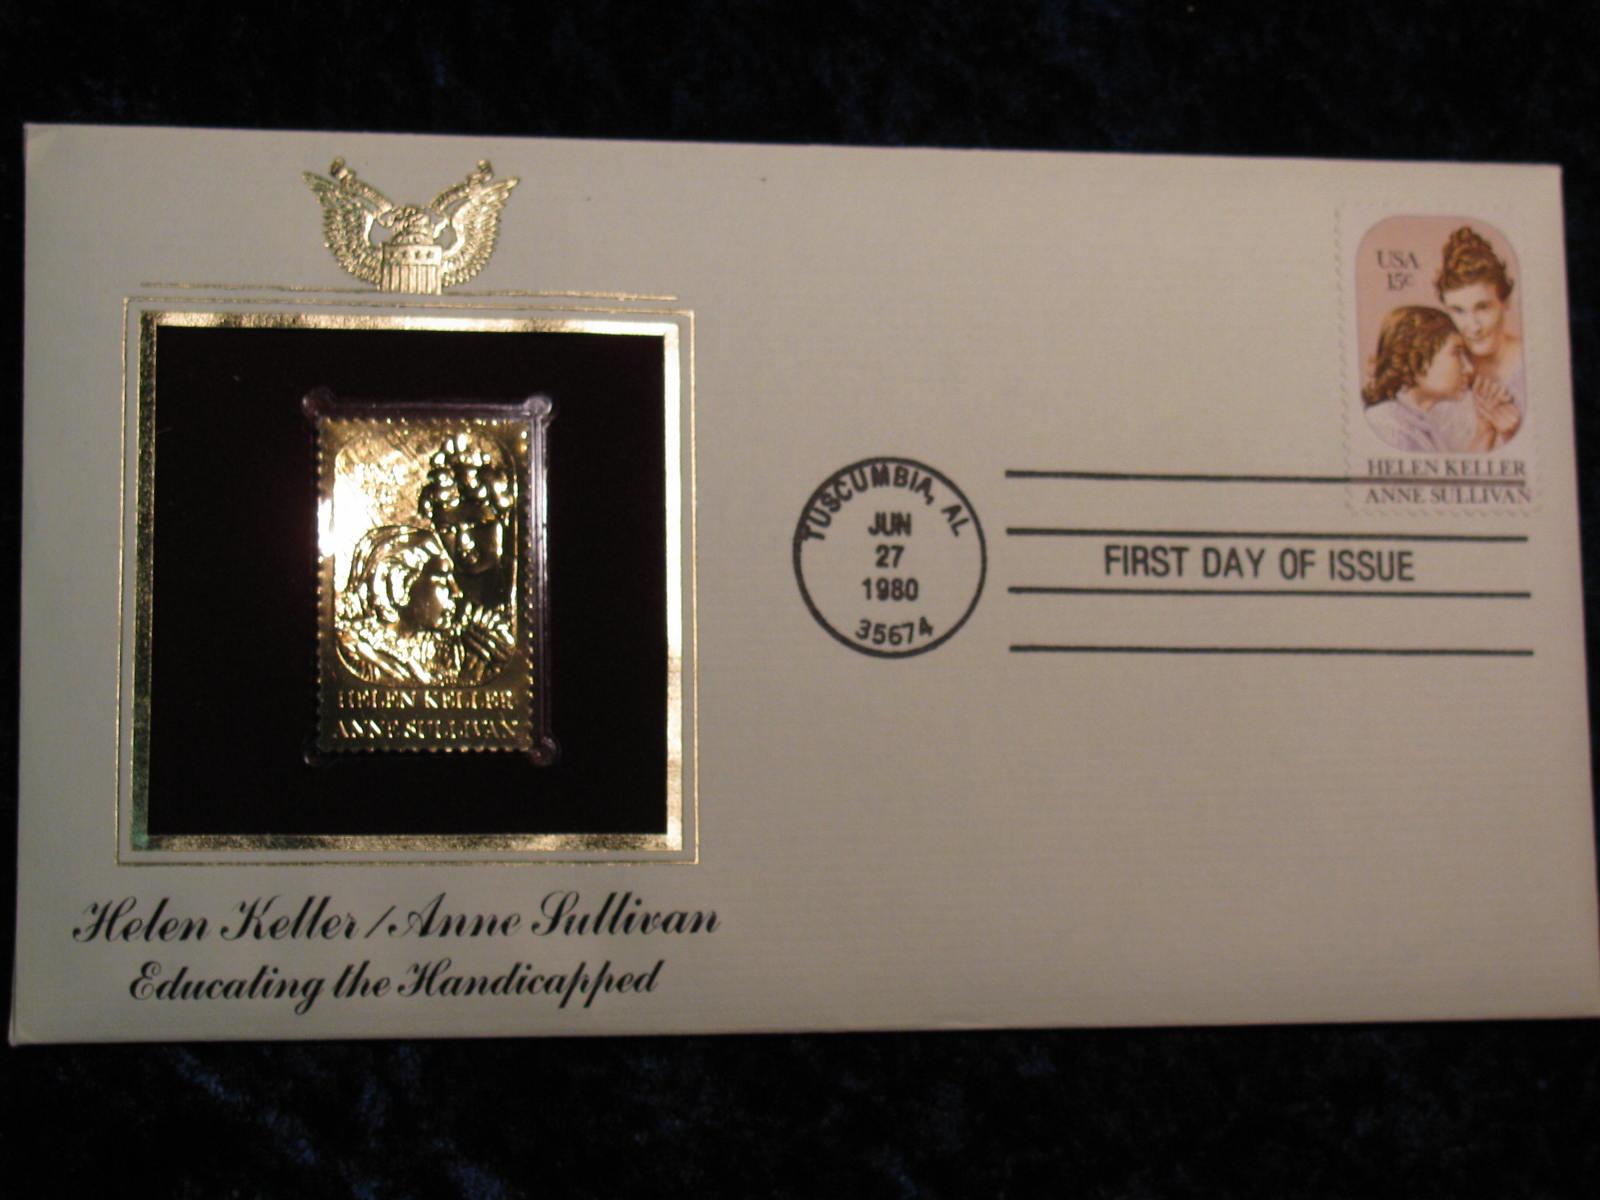 USA
15c
HELEN KELLER
ANNE SULLIVAN
TUSCUMBIA, AL
JUN
27
1980
35674
FIRST DAY OF ISSUE
HELEN KELLER
ANNE SULLIVAN
Helen Keller/Anne Sullivan
Educating the Handicapped